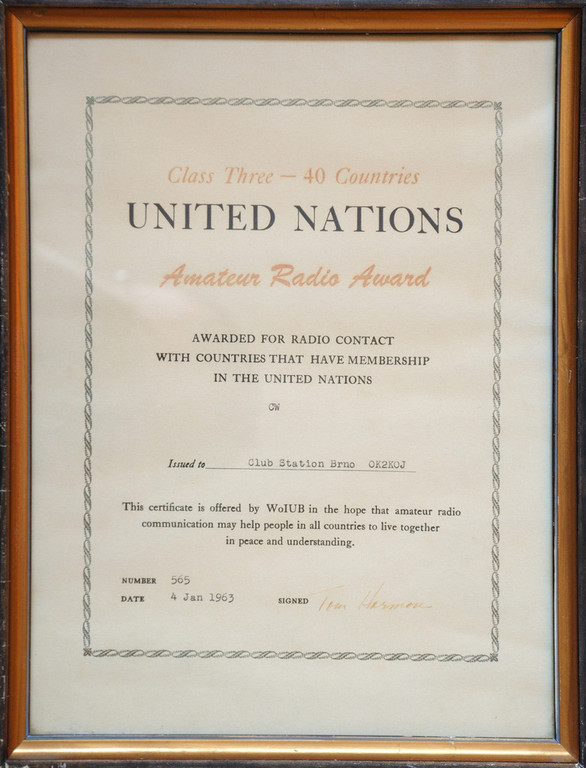 Class Three — 40 Countries
UNITED NATIONS
Amateur Radio Award
AWARDED FOR RADIO CONTACT
WITH COUNTRIES THAT HAVE MEMBERSHIP
IN THE UNITED NATIONS
CW
Issued to Club Station Brno OK2KOJ
This certificate is offered by WoIUB in the hope that amateur radio
communication may help people in all countries to live together
in peace and understanding.
NUMBER 565
DATE 4 Jan 1963 SIGNED Tom Harmon